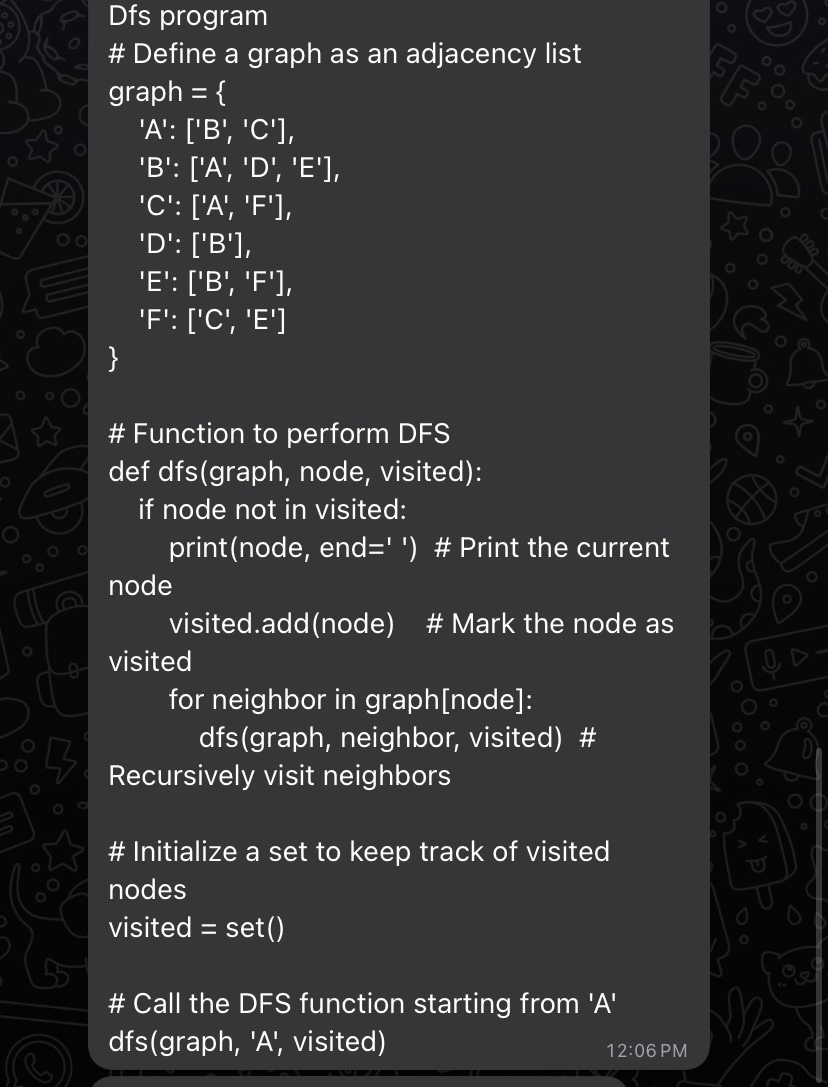 Dfs program
# Define a graph as an adjacency list
graph = {
    'A': ['B', 'C'],
    'B': ['A', 'D', 'E'],
    'C': ['A', 'F'],
    'D': ['B'],
    'E': ['B', 'F'],
    'F': ['C', 'E']
}

# Function to perform DFS
def dfs(graph, node, visited):
    if node not in visited:
        print(node, end=' ')  # Print the current
node
        visited.add(node)    # Mark the node as
visited
        for neighbor in graph[node]:
            dfs(graph, neighbor, visited)  #
Recursively visit neighbors

# Initialize a set to keep track of visited
nodes
visited = set()

# Call the DFS function starting from 'A'
dfs(graph, 'A', visited)
12:06 PM